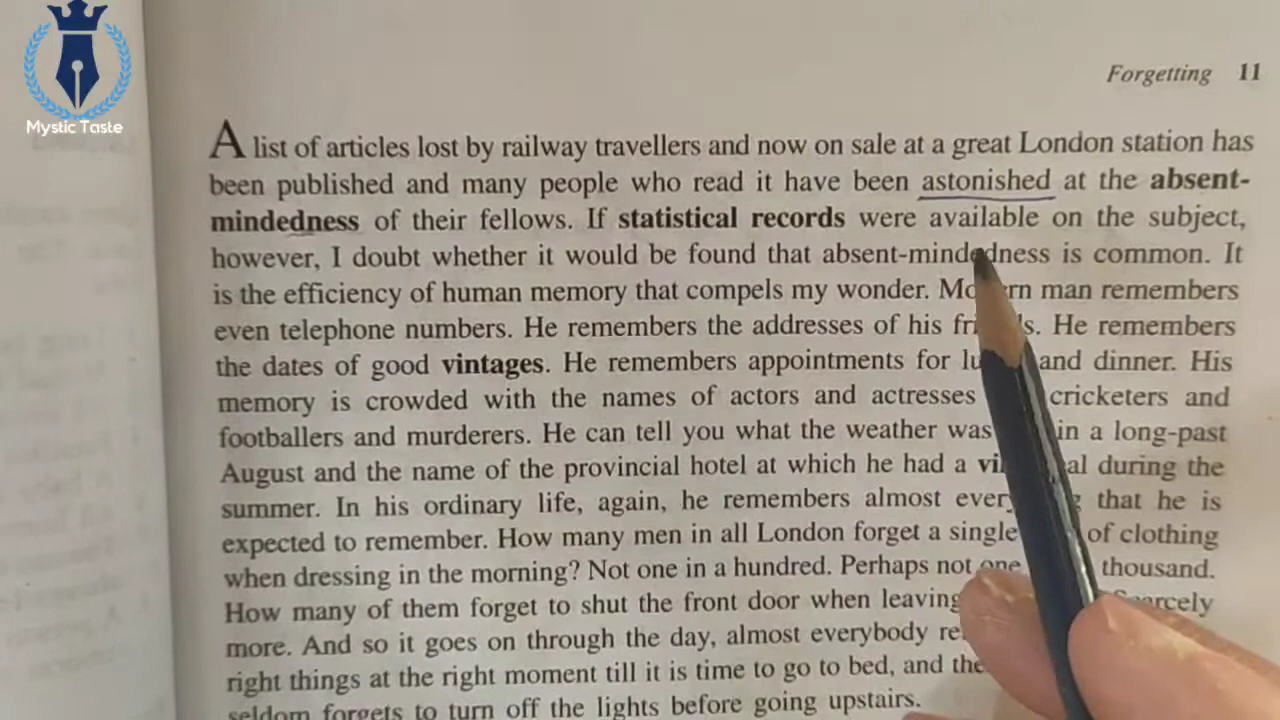 Mystic Taste
Forgetting 11
A list of articles lost by railway travellers and now on sale at a great London station has
been published and many people who read it have been astonished at the absent-
mindedness of their fellows. If statistical records were available on the subject,
however, I doubt whether it would be found that absent-mindedness is common. It
is the efficiency of human memory that compels my wonder. Modern man remembers
even telephone numbers. He remembers the addresses of his friends. He remembers
the dates of good vintages. He remembers appointments for and dinner. His
memory is crowded with the names of actors and actresses cricketers and
footballers and murderers. He can tell you what the weather was in a long-past
August and the name of the provincial hotel at which he had a during the
summer. In his ordinary life, again, he remembers almost that he is
expected to remember. How many men in all London forget a single of clothing
when dressing in the morning? Not one in a hundred. Perhaps not one thousand.
How many of them forget to shut the front door when leaving Scarcely
more. And so it goes on through the day, almost everybody
right things at the right moment till it is time to go to bed, and
seldom forgets to turn off the lights before going upstairs.